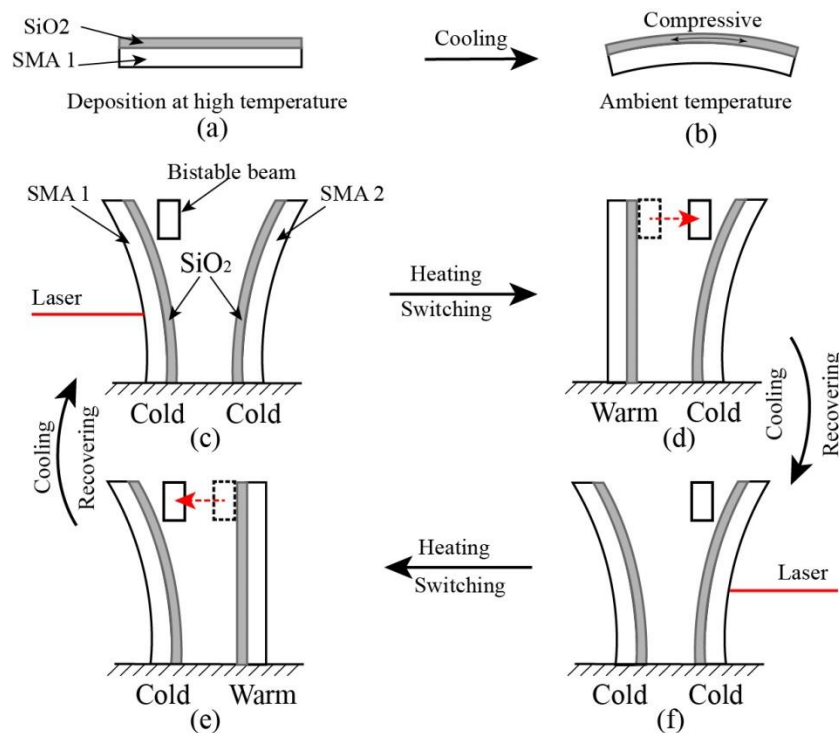 SiO2
SMA 1
Deposition at high temperature
(a)
Cooling
Compressive
Ambient temperature
(b)
SMA 1
Bistable beam
SMA 2
SiO₂
Laser
Cold
Cold
(c)
Heating
Switching
Warm
Cold
(d)
Cooling
Recovering
Cooling
Recovering
Cold
Warm
(e)
Heating
Switching
Laser
Cold
Cold
(f)